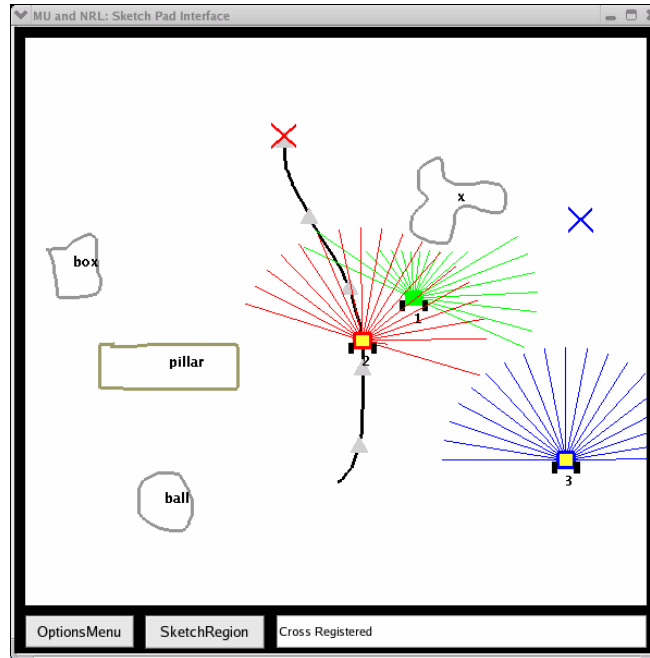 MU and NRL: Sketch Pad Interface
x
box
1
2
pillar
3
ball
OptionsMenu
SketchRegion
Cross Registered